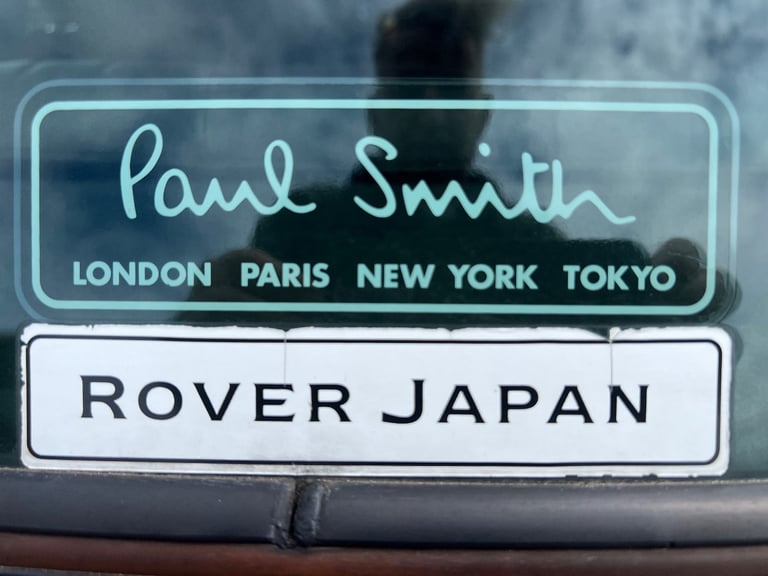 Paul Smith
LONDON PARIS NEW YORK TOKYO
ROVER JAPAN